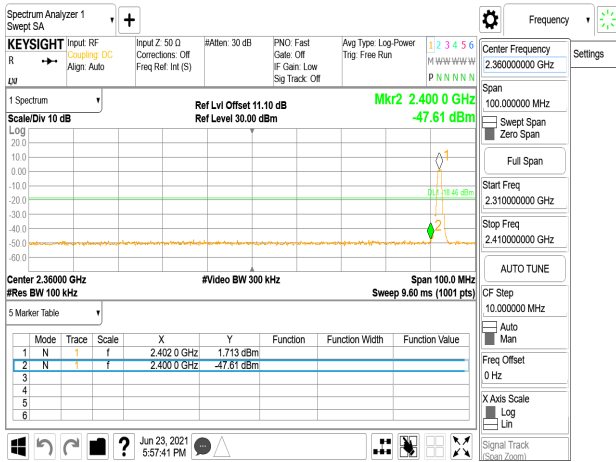 Spectrum Analyzer 1
Swept SA
Frequency
KEYSIGHT Input: RF
R Coupling: DC
Align: Auto
LXI
Input Z: 50 Ω
Corrections: Off
Freq Ref: Int (S)
#Atten: 30 dB
PNO: Fast
Gate: Off
IF Gain: Low
Sig Track: Off
Avg Type: Log-Power
Trig: Free Run
1 2 3 4 5 6
M W W W W W
P N N N N N
1 Spectrum
Scale/Div 10 dB
Ref Lvl Offset 11.10 dB
Ref Level 30.00 dBm
Mkr2 2.400 0 GHz
-47.61 dBm
Log
20.0
10.0
0.00
-10.0
-20.0
-30.0
-40.0
-50.0
-60.0
1
DL1 -18.46 dBm
2
Center 2.36000 GHz
#Res BW 100 kHz
#Video BW 300 kHz
Span 100.0 MHz
Sweep 9.60 ms (1001 pts)
5 Marker Table
Mode Trace Scale X Y Function Function Width Function Value
1 N 1 f 2.402 0 GHz 1.713 dBm
2 N 1 f 2.400 0 GHz -47.61 dBm
3
4
5
6
Jun 23, 2021
5:57:41 PM
?
Center Frequency
2.360000000 GHz
Settings
Span
100.000000 MHz
Swept Span
Zero Span
Full Span
Start Freq
2.310000000 GHz
Stop Freq
2.410000000 GHz
AUTO TUNE
CF Step
10.000000 MHz
Auto
Man
Freq Offset
0 Hz
X Axis Scale
Log
Lin
Signal Track
(Span Zoom)